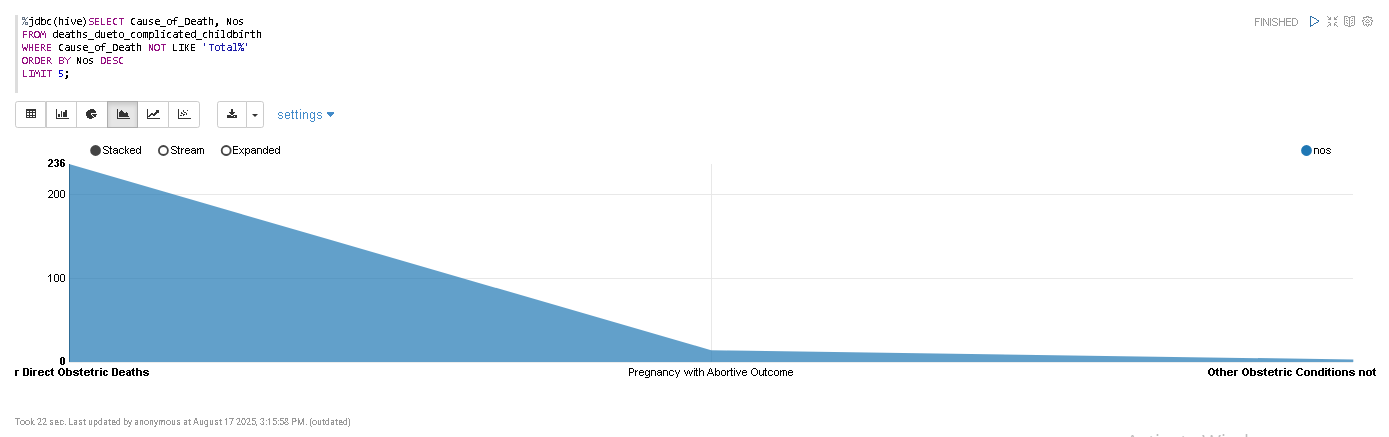 %jdbc(hive)SELECT Cause_of_Death, Nos
FROM deaths_dueto_complicated_childbirth
WHERE Cause_of_Death NOT LIKE 'Total%'
ORDER BY Nos DESC
LIMIT 5;
FINISHED
settings
Stacked Stream Expanded
nos
236
200
100
0
r Direct Obstetric Deaths Pregnancy with Abortive Outcome Other Obstetric Conditions not
Took 22 sec. Last updated by anonymous at August 17 2025, 3:15:58 PM. (outdated)